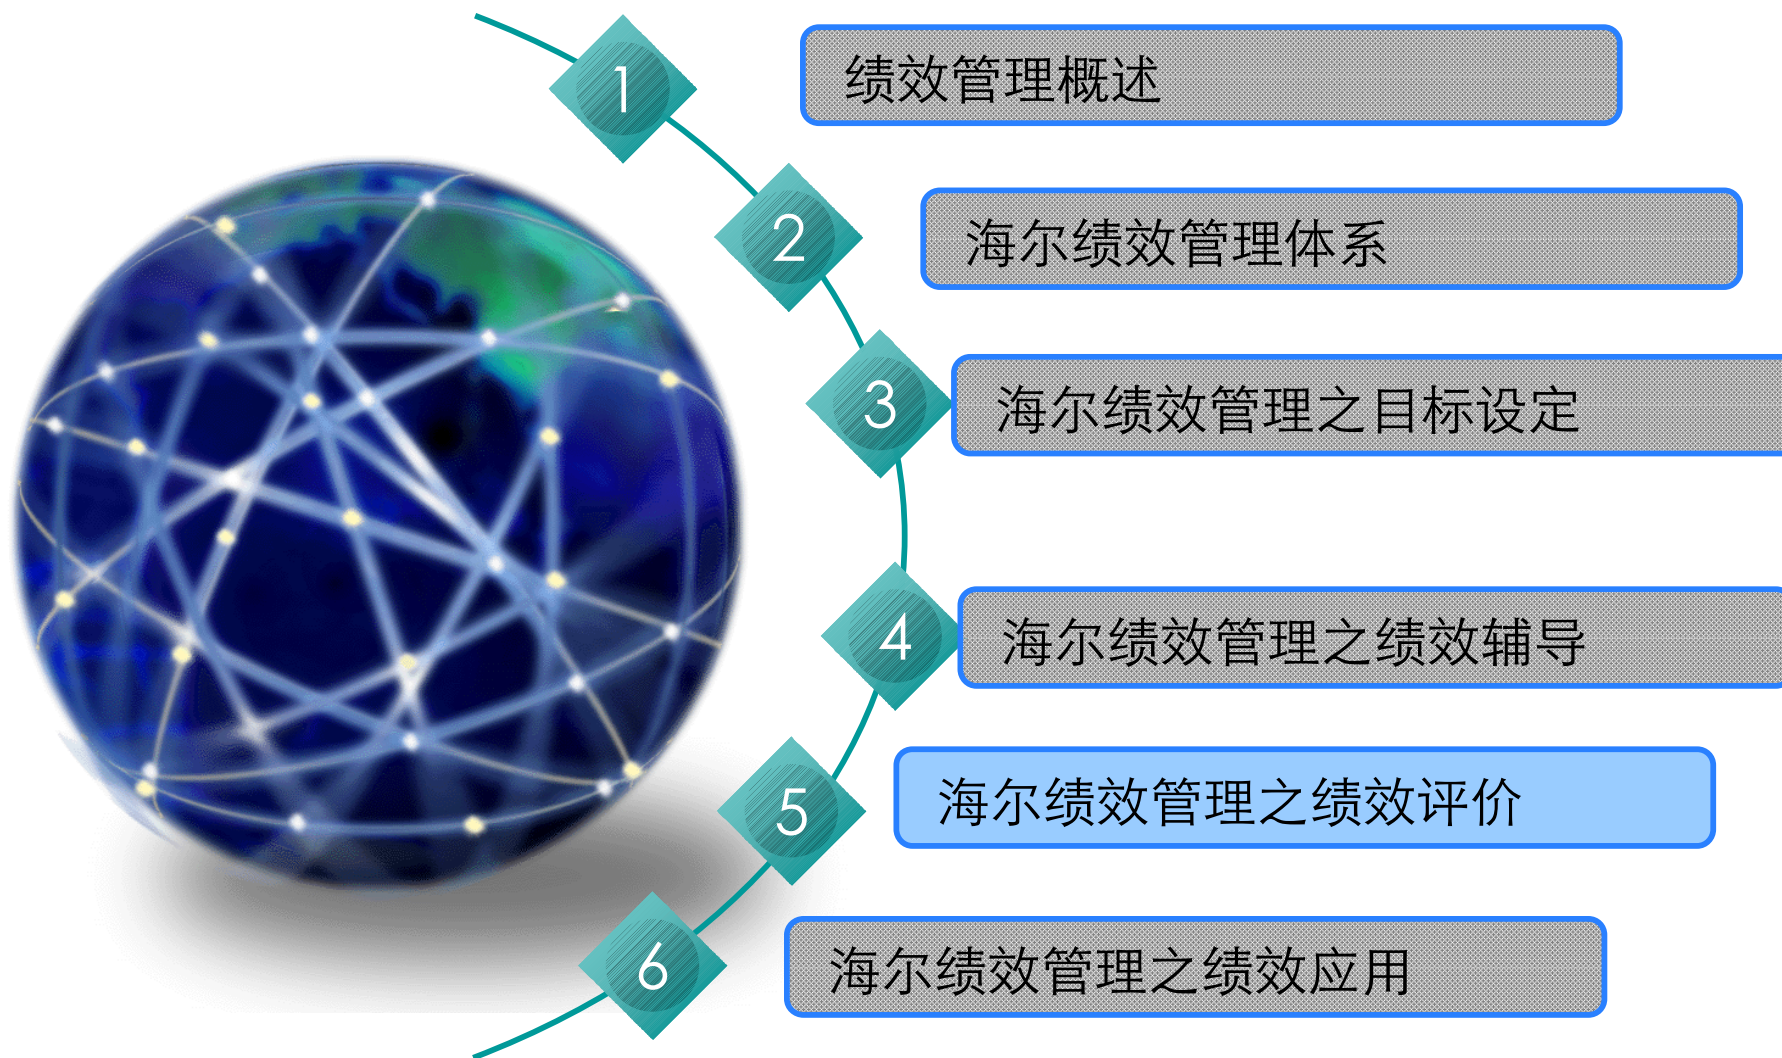 1 绩效管理概述
2 海尔绩效管理体系
3 海尔绩效管理之目标设定
4 海尔绩效管理之绩效辅导
5 海尔绩效管理之绩效评价
6 海尔绩效管理之绩效应用